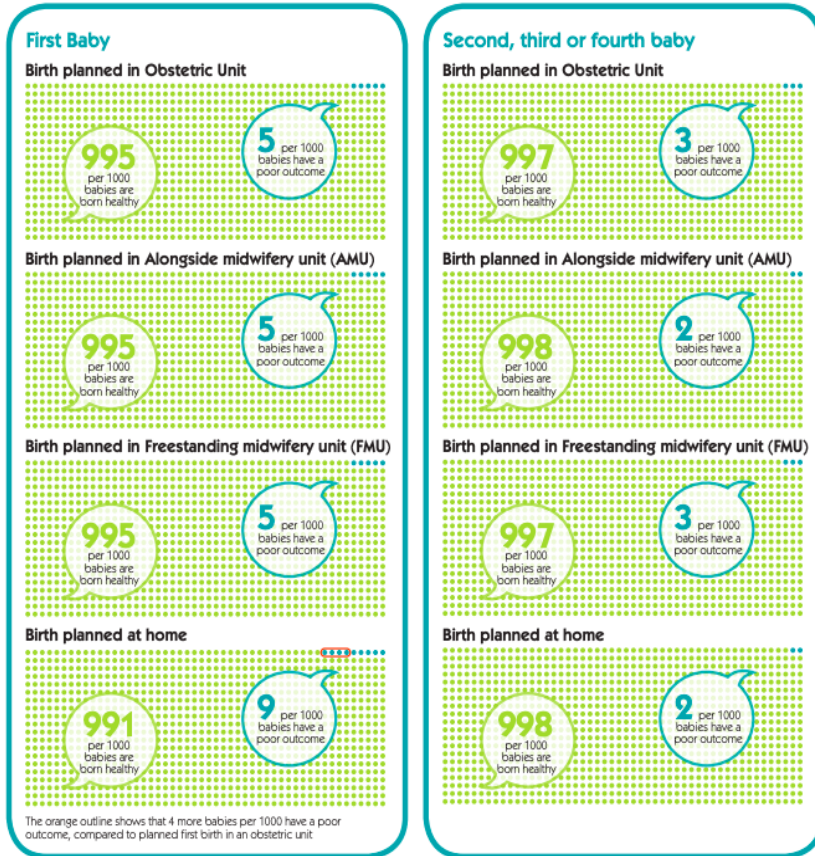 First Baby
Birth planned in Obstetric Unit
995
per 1000
babies are
born healthy
5 per 1000
babies have a
poor outcome
Birth planned in Alongside midwifery unit (AMU)
995
per 1000
babies are
born healthy
5 per 1000
babies have a
poor outcome
Birth planned in Freestanding midwifery unit (FMU)
995
per 1000
babies are
born healthy
5 per 1000
babies have a
poor outcome
Birth planned at home
991
per 1000
babies are
born healthy
9 per 1000
babies have a
poor outcome
The orange outline shows that 4 more babies per 1000 have a poor
outcome, compared to planned first birth in an obstetric unit
Second, third or fourth baby
Birth planned in Obstetric Unit
997
per 1000
babies are
born healthy
3 per 1000
babies have a
poor outcome
Birth planned in Alongside midwifery unit (AMU)
998
per 1000
babies are
born healthy
2 per 1000
babies have a
poor outcome
Birth planned in Freestanding midwifery unit (FMU)
997
per 1000
babies are
born healthy
3 per 1000
babies have a
poor outcome
Birth planned at home
998
per 1000
babies are
born healthy
2 per 1000
babies have a
poor outcome